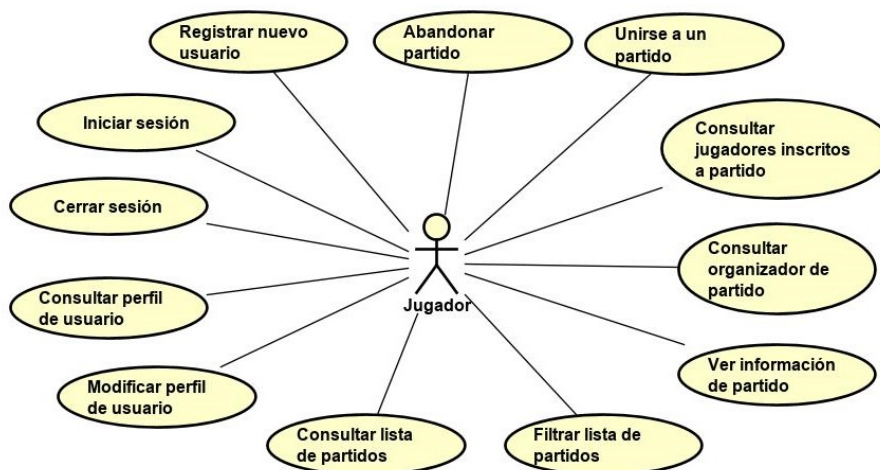 Registrar nuevo
usuario
Abandonar
partido
Unirse a un
partido
Iniciar sesión
Consultar
jugadores inscritos
a partido
Cerrar sesión
Consultar
organizador de
partido
Consultar perfil
de usuario
Jugador
Ver información
de partido
Modificar perfil
de usuario
Consultar lista
de partidos
Filtrar lista de
partidos